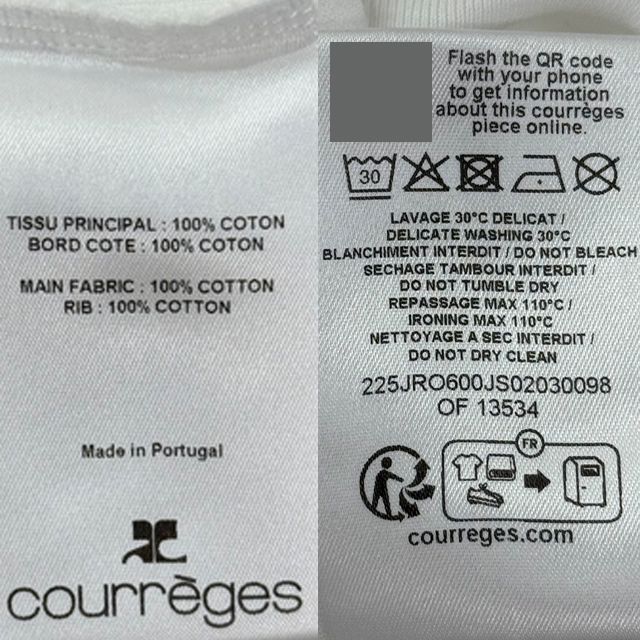 TISSU PRINCIPAL : 100% COTON
BORD COTE : 100% COTON
MAIN FABRIC : 100% COTTON
RIB : 100% COTTON
Made in Portugal
courrèges
Flash the QR code
with your phone
to get information
about this courrèges
piece online.
30
LAVAGE 30°C DELICAT /
DELICATE WASHING 30°C
BLANCHIMENT INTERDIT / DO NOT BLEACH
SECHAGE TAMBOUR INTERDIT /
DO NOT TUMBLE DRY
REPASSAGE MAX 110°C /
IRONING MAX 110°C
NETTOYAGE A SEC INTERDIT /
DO NOT DRY CLEAN
225JRO600JS02030098
OF 13534
FR
courreges.com